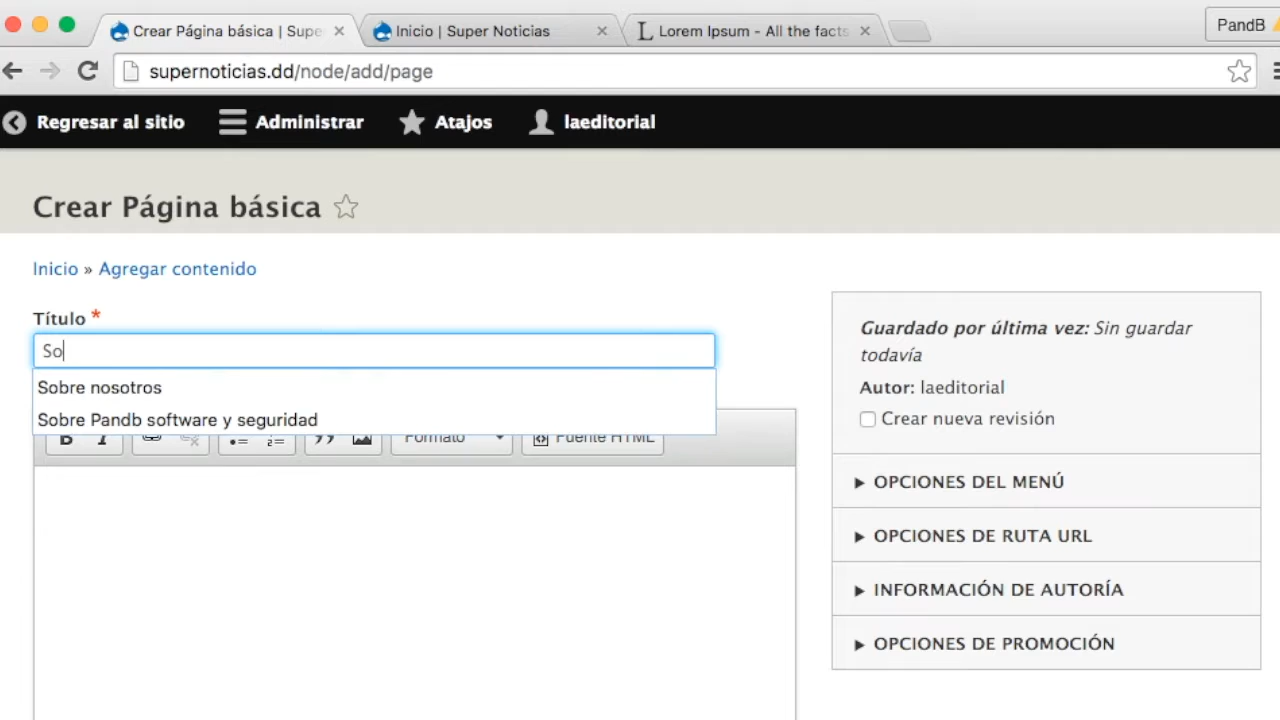 Crear Página básica | Supe
Inicio | Super Noticias
Lorem Ipsum - All the facts
PandB
supernoticias.dd/node/add/page
Regresar al sitio
Administrar
Atajos
laeditorial
Crear Página básica
Inicio » Agregar contenido
Título *
So
Sobre nosotros
Sobre Pandb software y seguridad
B I
Formato
Fuente HTML
Guardado por última vez: Sin guardar
todavía
Autor: laeditorial
Crear nueva revisión
OPCIONES DEL MENÚ
OPCIONES DE RUTA URL
INFORMACIÓN DE AUTORÍA
OPCIONES DE PROMOCIÓN